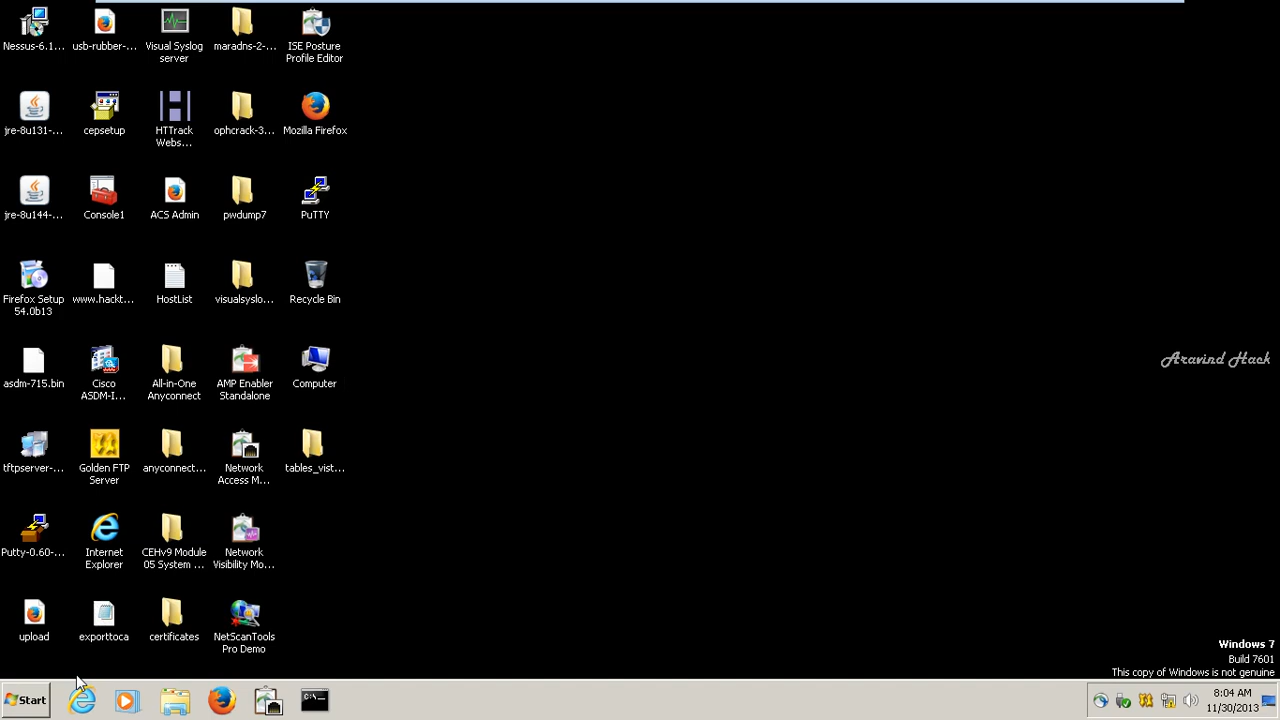 Nessus-6.1...
usb-rubber-...
Visual Syslog
server
maradns-2-...
ISE Posture
Profile Editor
jre-8u131-...
cepsetup
HTTrack
Webs...
ophcrack-3...
Mozilla Firefox
jre-8u144-...
Console1
ACS Admin
pwdump7
PuTTY
Firefox Setup
54.0b13
www.hackt...
HostList
visualsyslo...
Recycle Bin
asdm-715.bin
Cisco
ASDM-I...
All-in-One
Anyconnect
AMP Enabler
Standalone
Computer
Aravind Hack
tftpserver-...
Golden FTP
Server
anyconnect...
Network
Access M...
tables_vist...
Putty-0.60-...
Internet
Explorer
CEHv9 Module
05 System ...
Network
Visibility Mo...
upload
exporttoca
certificates
NetScanTools
Pro Demo
Windows 7
Build 7601
This copy of Windows is not genuine
Start
C:\_
8:04 AM
11/30/2013